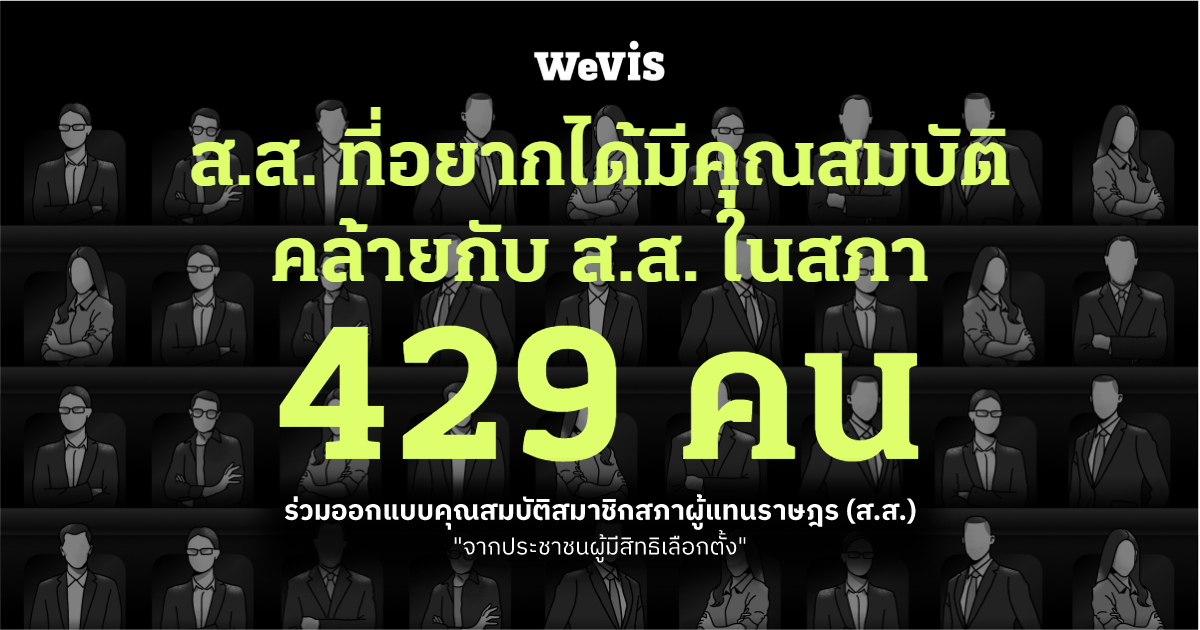 WeVIS
ส.ส. ที่อยากได้มีคุณสมบัติ
คล้ายกับ ส.ส. ในสภา
429 คน
ร่วมออกแบบคุณสมบัติสมาชิกสภาผู้แทนราษฎร (ส.ส.)
"จากประชาชนผู้มีสิทธิเลือกตั้ง"